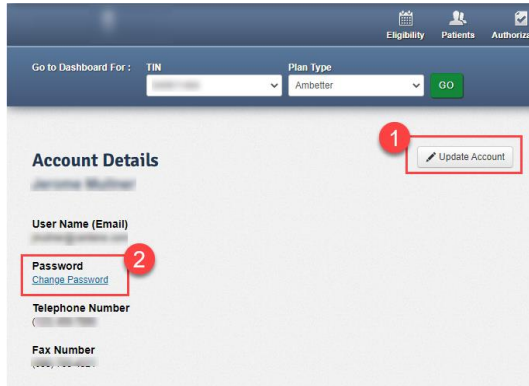 Eligibility Patients Authoriza
Go to Dashboard For : TIN Plan Type
Ambetter GO
1
Account Details Update Account
User Name (Email)
2
Password
Change Password
Telephone Number
Fax Number